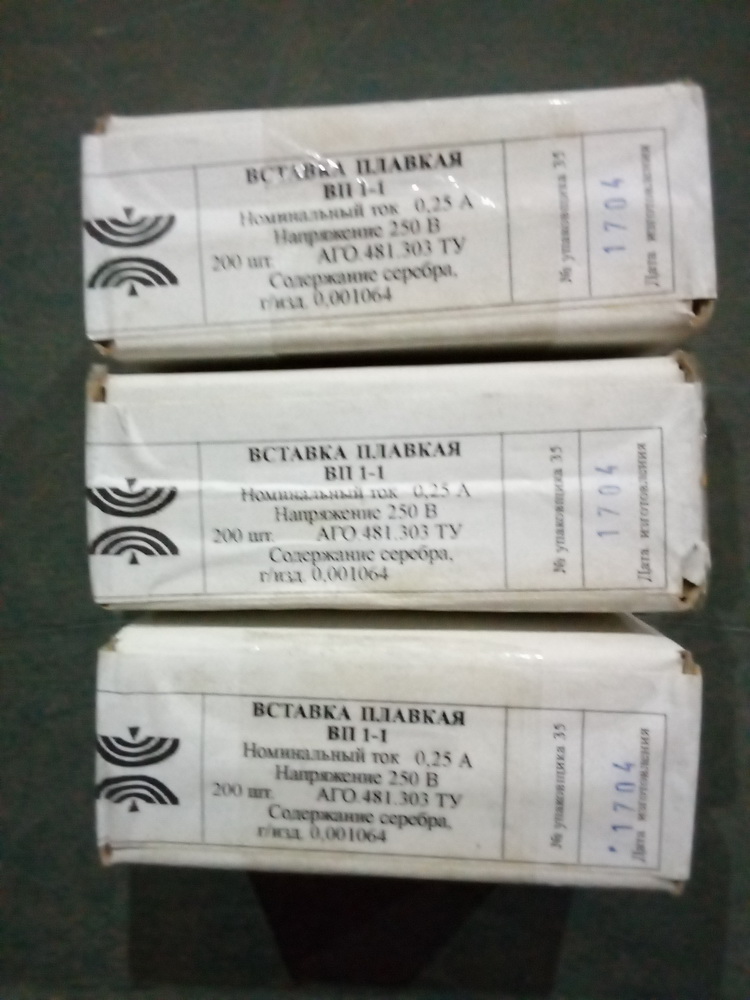 ВСТАВКА ПЛАВКАЯ
ВП 1-1
Номинальный ток 0,25 А
Напряжение 250 В
200 шт. АГО.481.303 ТУ
Содержание серебра,
г/изд. 0,001064
№ упаковщика 35
1704
Дата изготовления
ВСТАВКА ПЛАВКАЯ
ВП 1-1
Номинальный ток 0,25 А
Напряжение 250 В
200 шт. АГО.481.303 ТУ
Содержание серебра,
г/изд. 0,001064
№ упаковщика 35
1704
Дата изготовления
ВСТАВКА ПЛАВКАЯ
ВП 1-1
Номинальный ток 0,25 А
Напряжение 250 В
200 шт. АГО.481.303 ТУ
Содержание серебра,
г/изд. 0,001064
№ упаковщика 35
1704
Дата изготовления